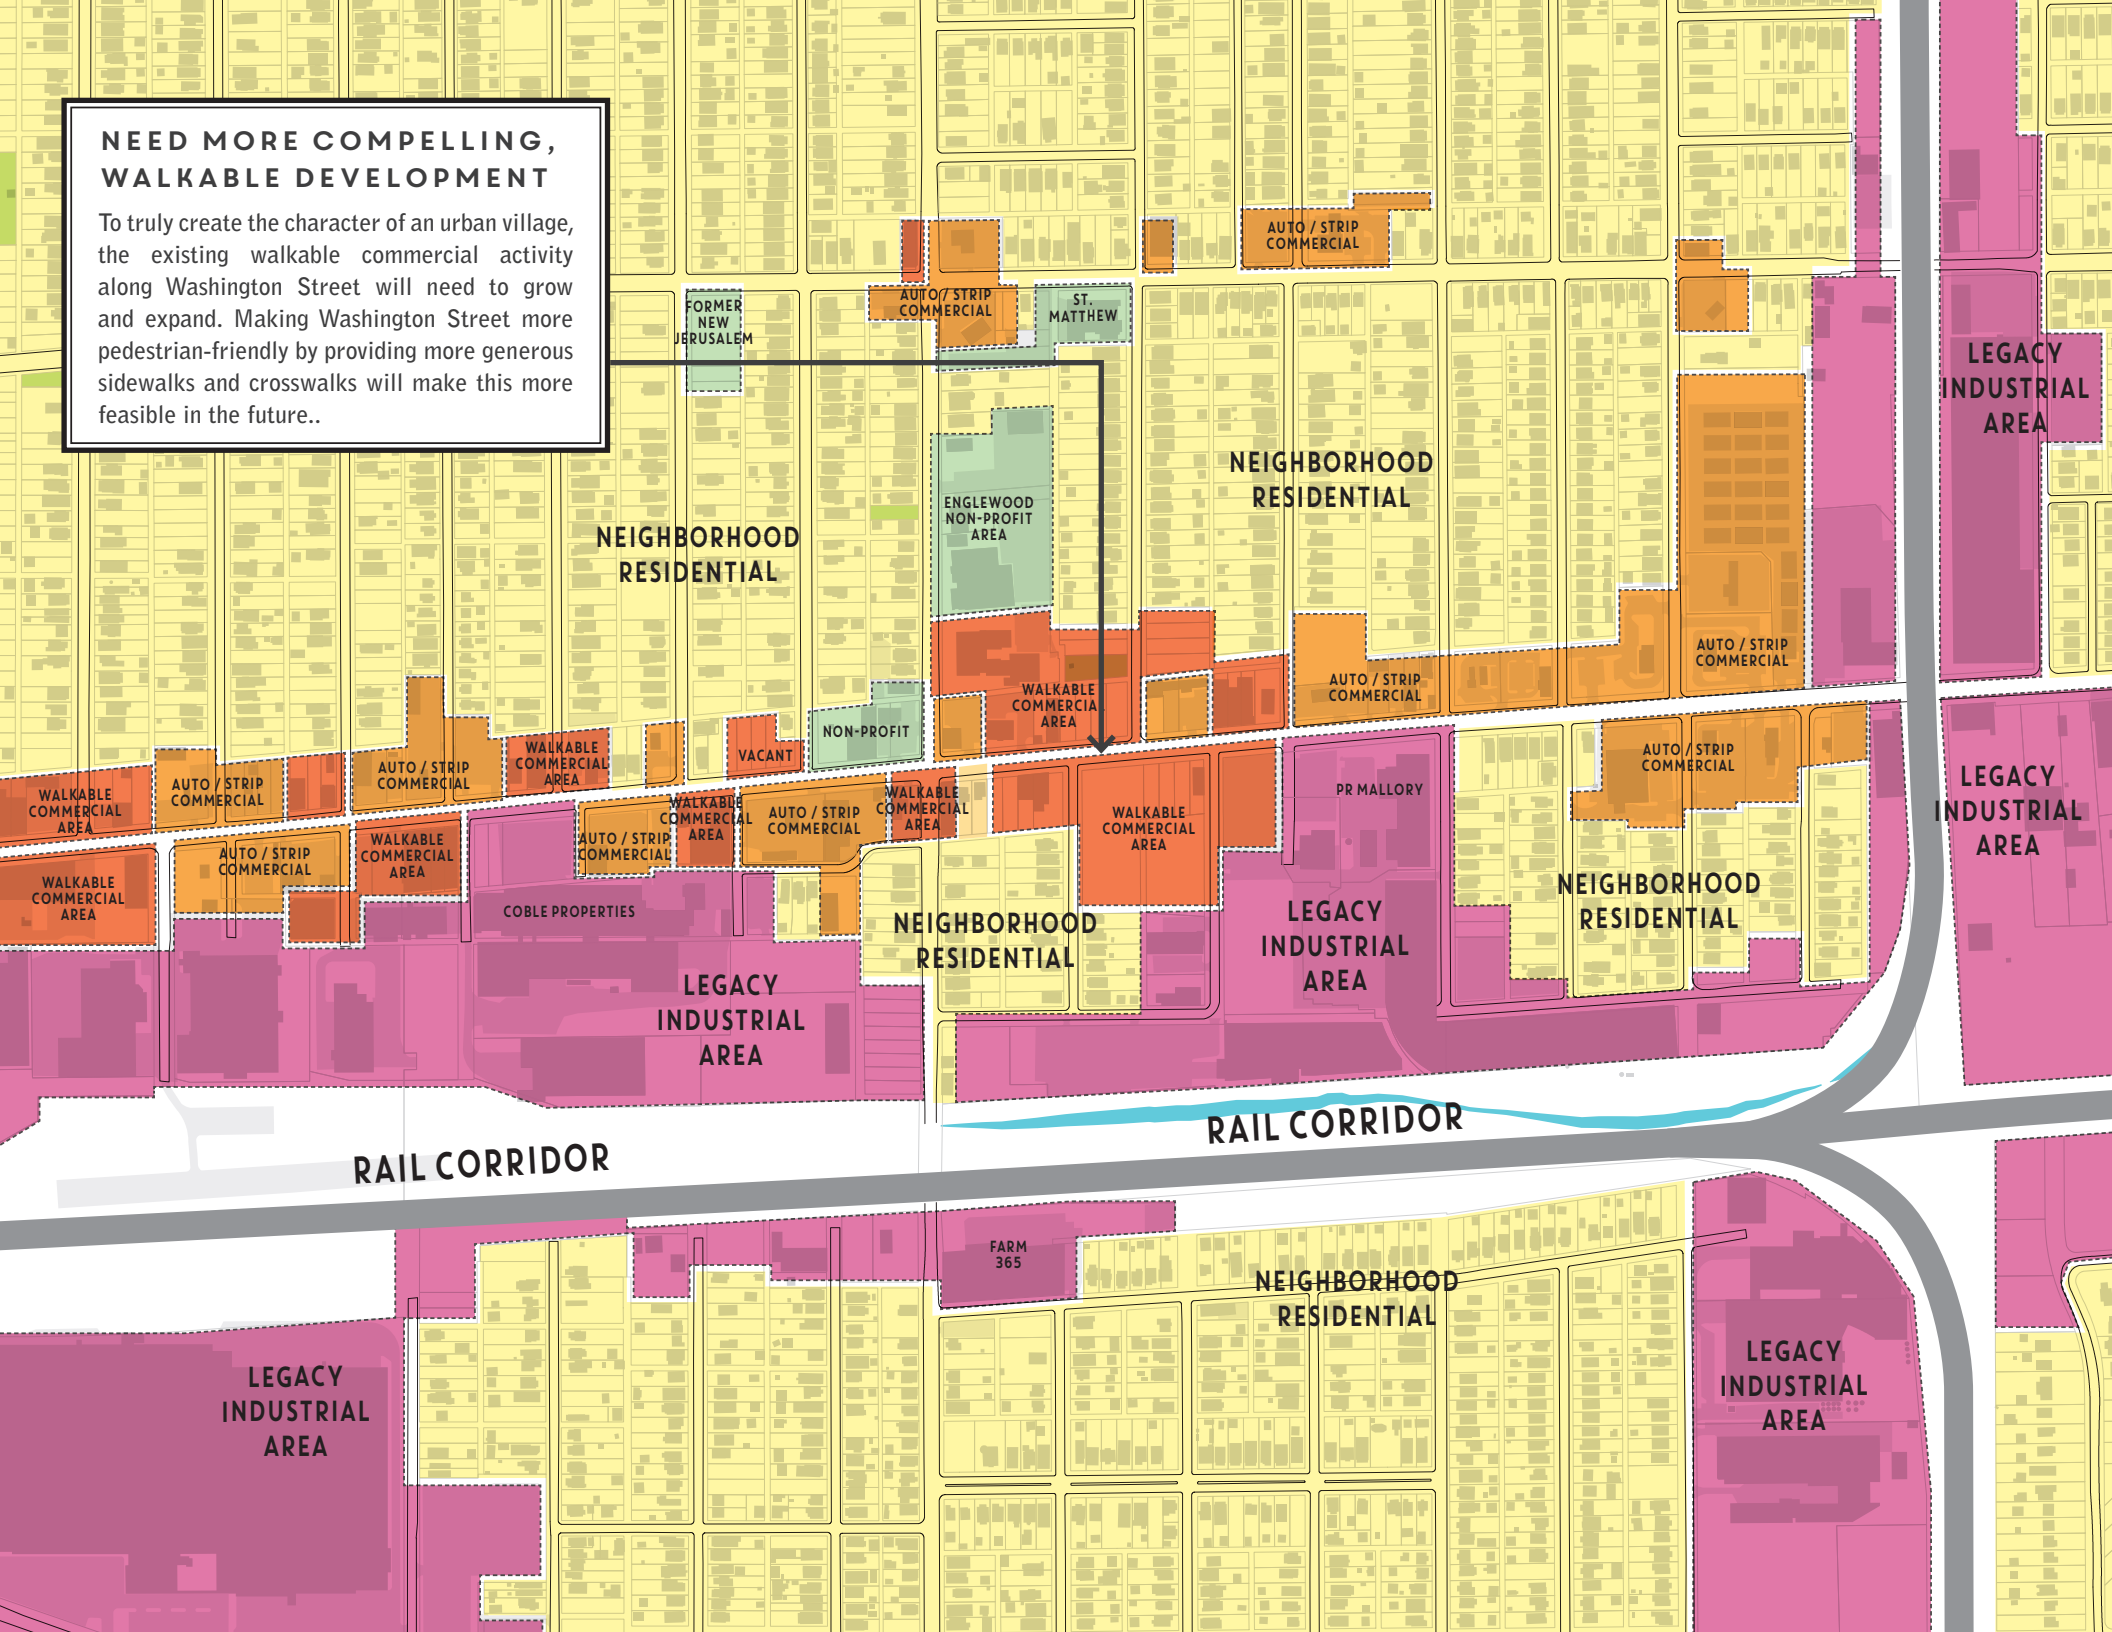 NEED MORE COMPELLING,
WALKABLE DEVELOPMENT
To truly create the character of an urban village,
the existing walkable commercial activity
along Washington Street will need to grow
and expand. Making Washington Street more
pedestrian-friendly by providing more generous
sidewalks and crosswalks will make this more
feasible in the future..
AUTO / STRIP
COMMERCIAL
AUTO / STRIP
COMMERCIAL
FORMER
NEW
JERUSALEM
ST.
MATTHEW
LEGACY
INDUSTRIAL
AREA
NEIGHBORHOOD
RESIDENTIAL
ENGLEWOOD
NON-PROFIT
AREA
NEIGHBORHOOD
RESIDENTIAL
AUTO / STRIP
COMMERCIAL
AUTO / STRIP
COMMERCIAL
WALKABLE
COMMERCIAL
AREA
NON-PROFIT
VACANT
WALKABLE
COMMERCIAL
AREA
AUTO / STRIP
COMMERCIAL
AUTO / STRIP
COMMERCIAL
WALKABLE
COMMERCIAL
AREA
AUTO / STRIP
COMMERCIAL
PR MALLORY
LEGACY
INDUSTRIAL
AREA
WALKABLE
COMMERCIAL
AREA
AUTO / STRIP
COMMERCIAL
WALKABLE
COMMERCIAL
AREA
AUTO / STRIP
COMMERCIAL
WALKABLE
COMMERCIAL
AREA
WALKABLE
COMMERCIAL
AREA
AUTO / STRIP
COMMERCIAL
WALKABLE
COMMERCIAL
AREA
COBLE PROPERTIES
NEIGHBORHOOD
RESIDENTIAL
LEGACY
INDUSTRIAL
AREA
NEIGHBORHOOD
RESIDENTIAL
LEGACY
INDUSTRIAL
AREA
RAIL CORRIDOR
RAIL CORRIDOR
FARM
365
NEIGHBORHOOD
RESIDENTIAL
LEGACY
INDUSTRIAL
AREA
LEGACY
INDUSTRIAL
AREA